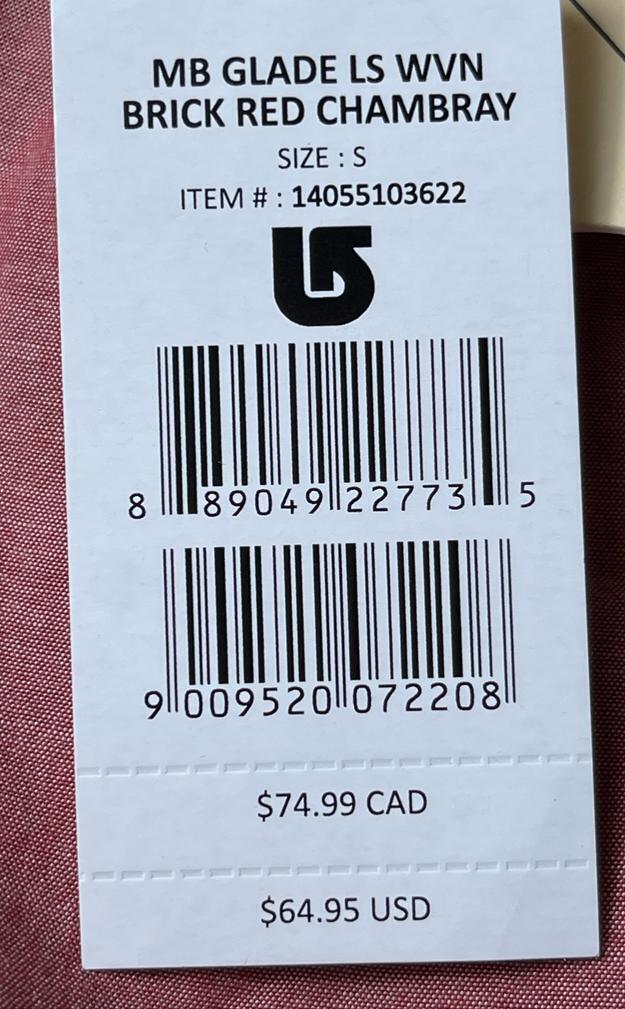 MB GLADE LS WVN
BRICK RED CHAMBRAY
SIZE : S
ITEM # : 14055103622
8 89049 22773 5
9 009520 072208
$74.99 CAD
$64.95 USD